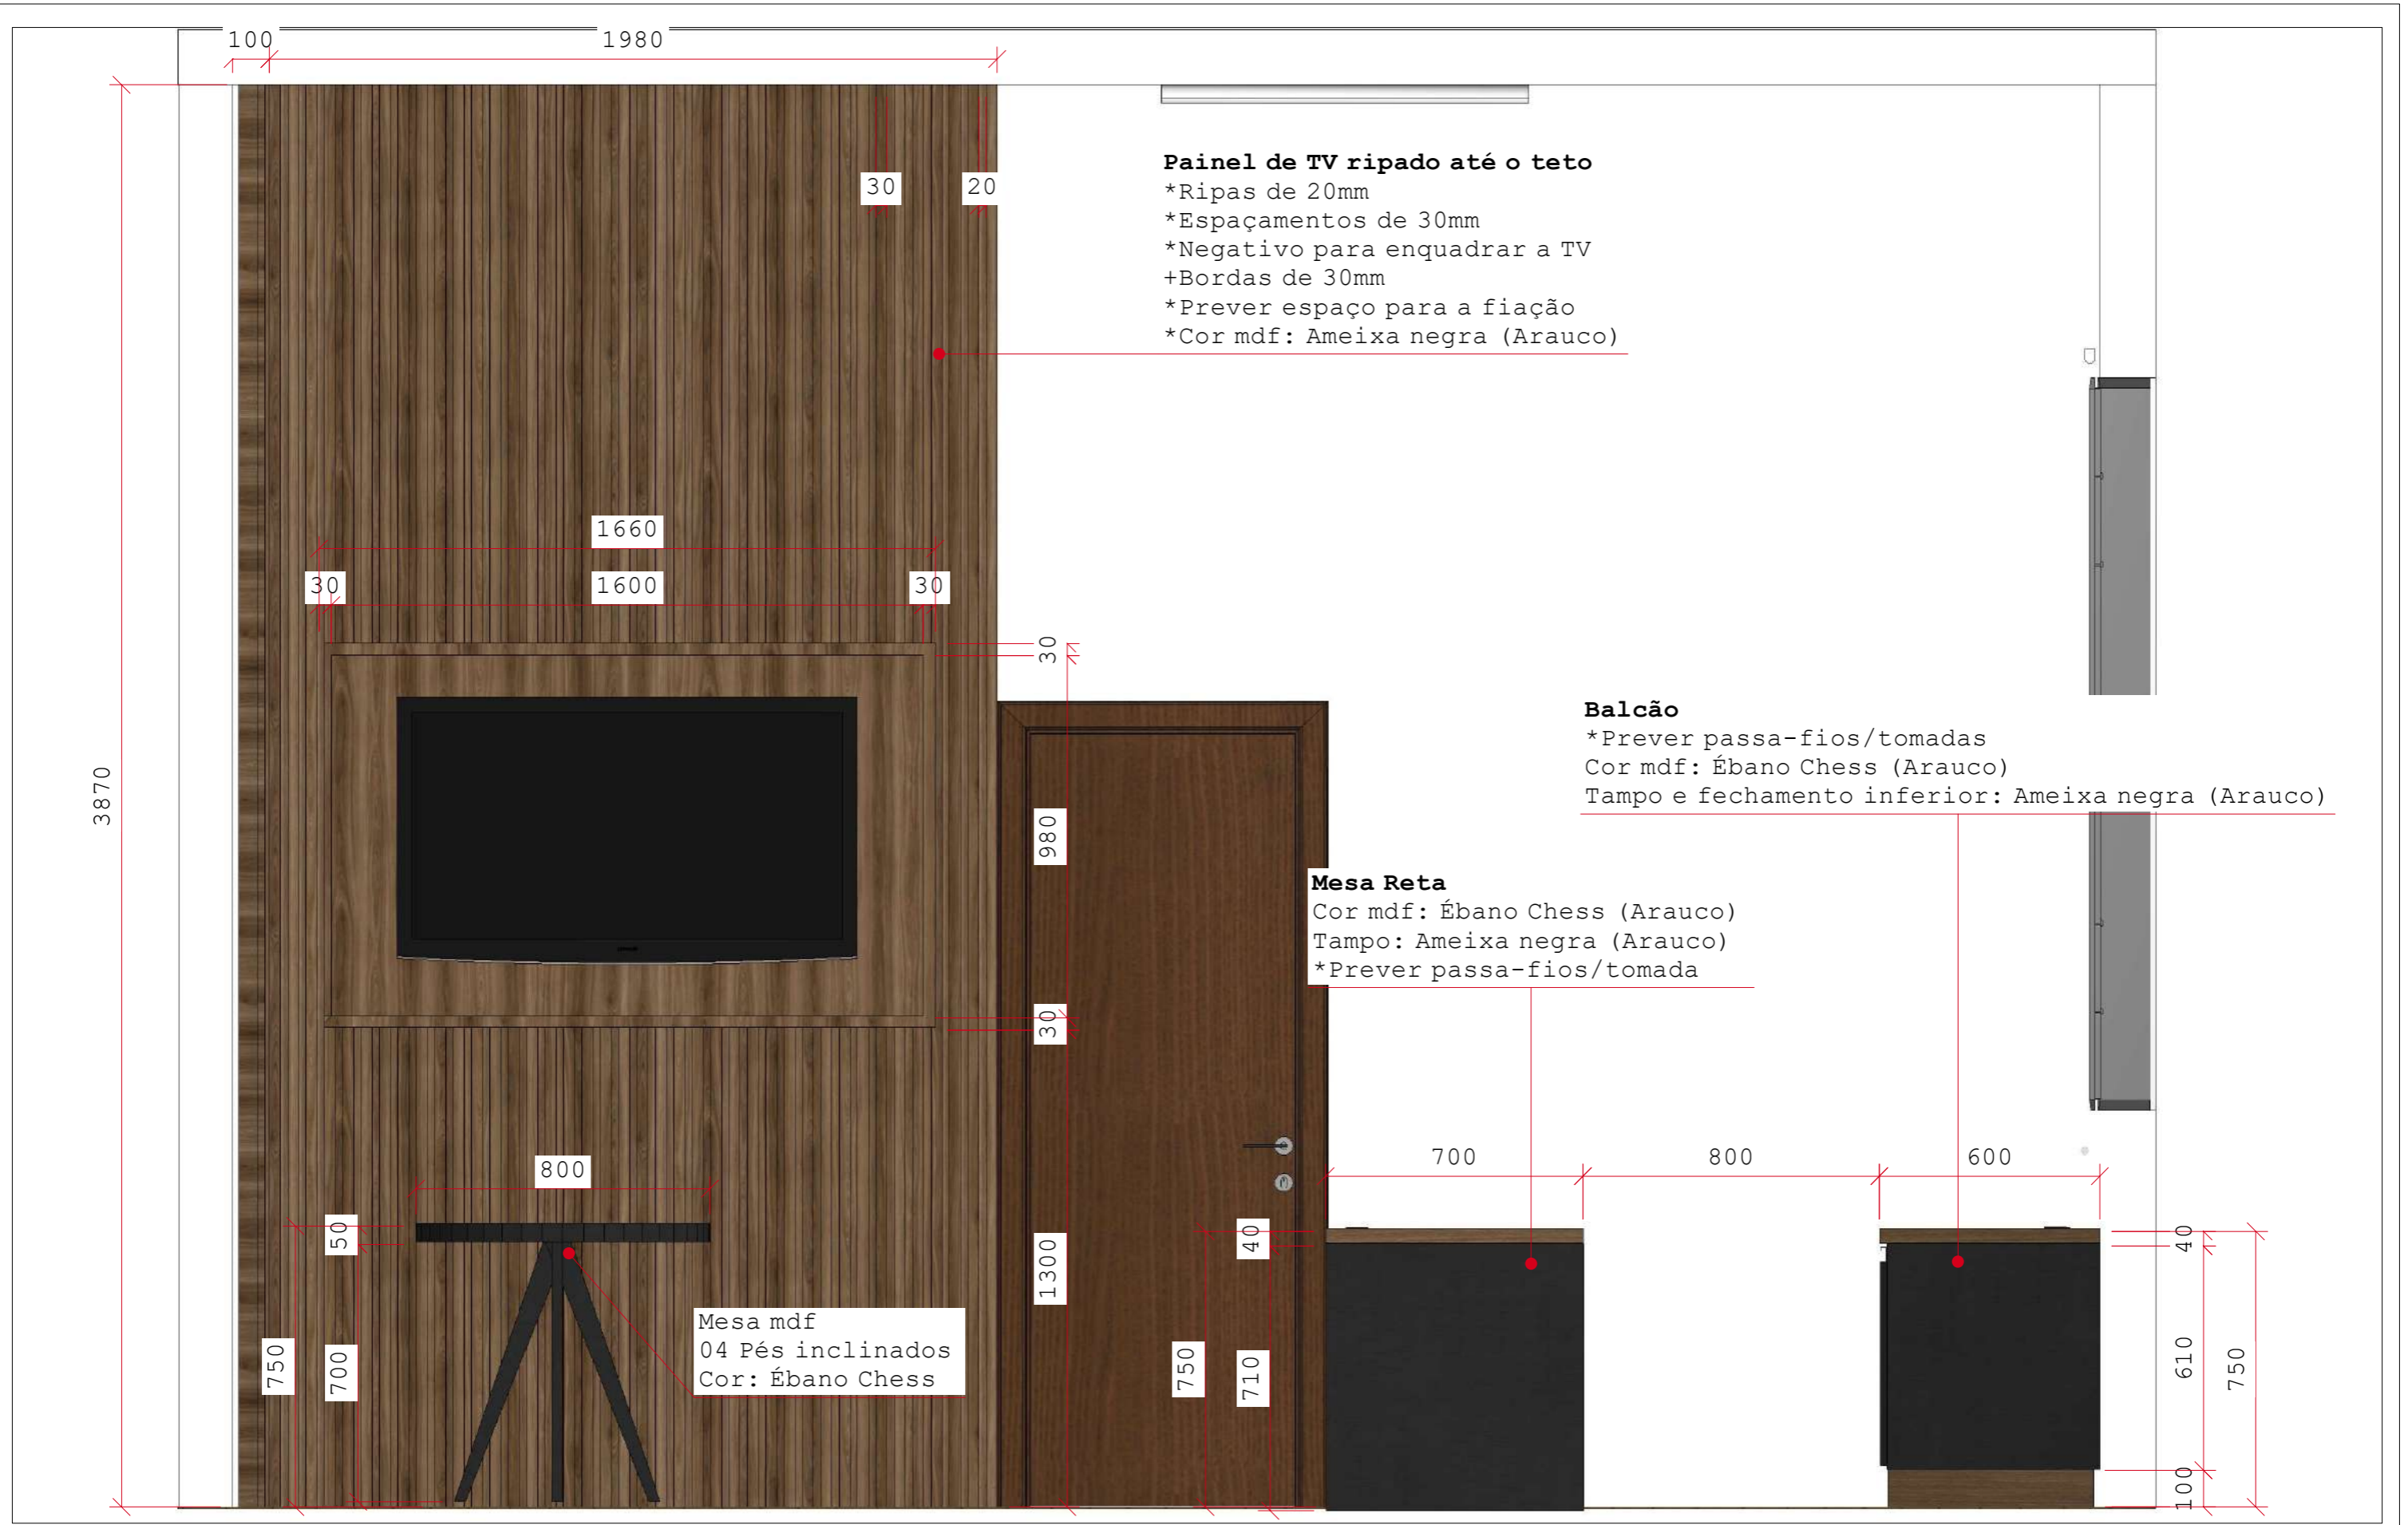 100
1980
30
20
Painel de TV ripado até o teto
*Ripas de 20mm
*Espaçamentos de 30mm
*Negativo para enquadrar a TV
+Bordas de 30mm
*Prever espaço para a fiação
*Cor mdf: Ameixa negra (Arauco)
1660
30
1600
30
30
3870
980
30
1300
Balcão
*Prever passa-fios/tomadas
Cor mdf: Ébano Chess (Arauco)
Tampo e fechamento inferior: Ameixa negra (Arauco)
Mesa Reta
Cor mdf: Ébano Chess (Arauco)
Tampo: Ameixa negra (Arauco)
*Prever passa-fios/tomada
800
50
750
700
Mesa mdf
04 Pés inclinados
Cor: Ébano Chess
700
800
600
40
750
710
40
610
750
100